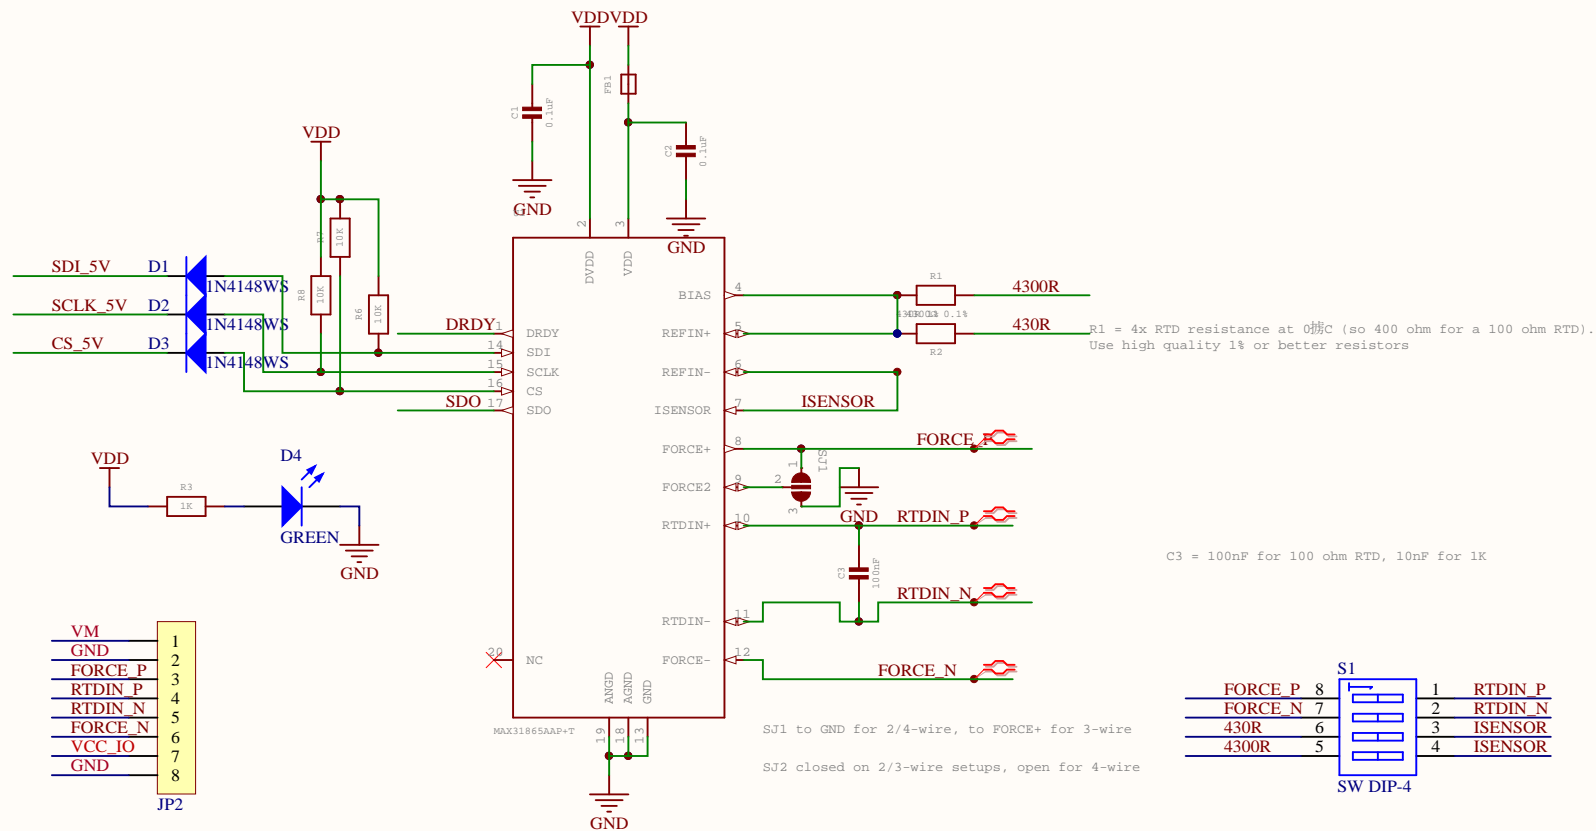 VDD
VDD
FB1
C1
0.1uF
C2
0.1uF
GND
GND
VDD
R7
10K
R8
10K
R6
10K
SDI_5V
D1
1N4148WS
SCLK_5V
D2
1N4148WS
CS_5V
D3
1N4148WS
DRDY
1
14
15
16
SDO
17
DRDY
SDI
SCLK
CS
SDO
2
3
DVDD
VDD
BIAS
4
REFIN+
5
REFIN-
6
ISENSOR
7
FORCE+
8
FORCE2
9
RTDIN+
10
RTDIN-
11
FORCE-
12
20
NC
ANGD
AGND
GND
19
18
13
MAX31865AAP+T
GND
R1
4300R
0.1%
430R
R2
R1 = 4x RTD resistance at 0掳C (so 400 ohm for a 100 ohm RTD).
Use high quality 1% or better resistors
ISENSOR
FORCE_P
SJ1
1
2
3
GND
RTDIN_P
C3
100nF
RTDIN_N
FORCE_N
C3 = 100nF for 100 ohm RTD, 10nF for 1K
VDD
R3
1K
D4
GREEN
GND
VM
1
GND
2
FORCE_P
3
RTDIN_P
4
RTDIN_N
5
FORCE_N
6
VCC_IO
7
GND
8
JP2
SJ1 to GND for 2/4-wire, to FORCE+ for 3-wire
SJ2 closed on 2/3-wire setups, open for 4-wire
S1
FORCE_P 8 1 RTDIN_P
FORCE_N 7 2 RTDIN_N
430R 6 3 ISENSOR
4300R 5 4 ISENSOR
SW DIP-4